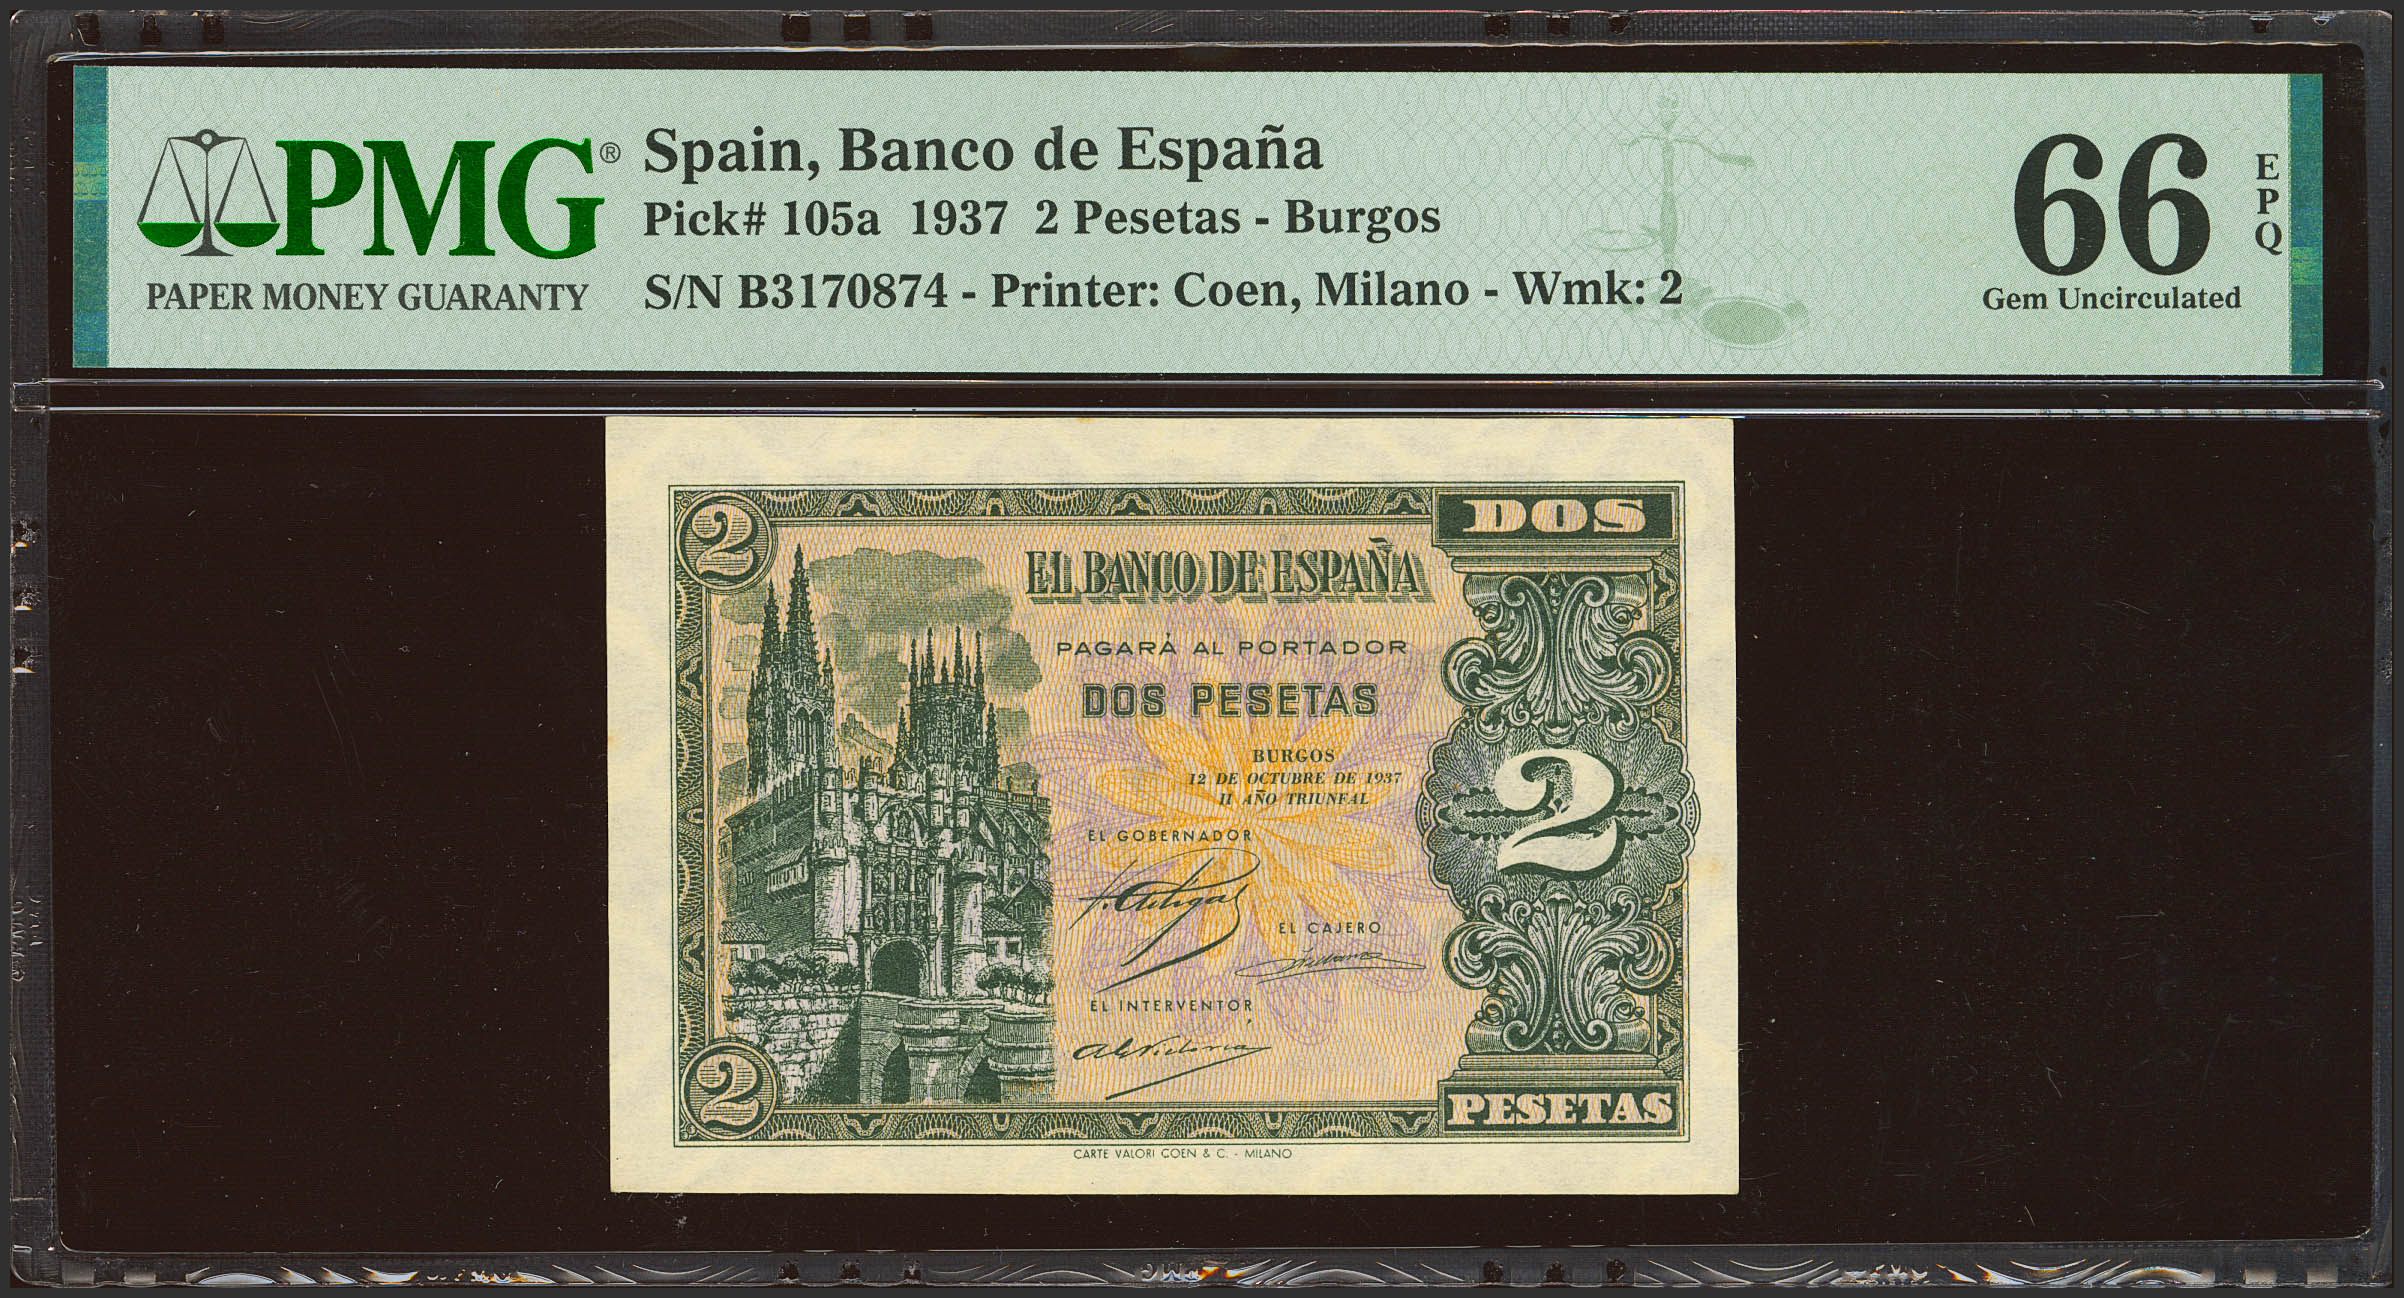 PMG®
PAPER MONEY GUARANTY
Spain, Banco de España
Pick# 105a 1937 2 Pesetas - Burgos
S/N B3170874 - Printer: Coen, Milano - Wmk: 2
66
EPQ
Gem Uncirculated
2
DOS
EL BANCO DE ESPAÑA
PAGARÁ AL PORTADOR
DOS PESETAS
BURGOS
12 DE OCTUBRE DE 1937
II AÑO TRIUNFAL
2
EL GOBERNADOR
EL CAJERO
EL INTERVENTOR
2
PESETAS
CARTE VALORI COEN & C. - MILANO